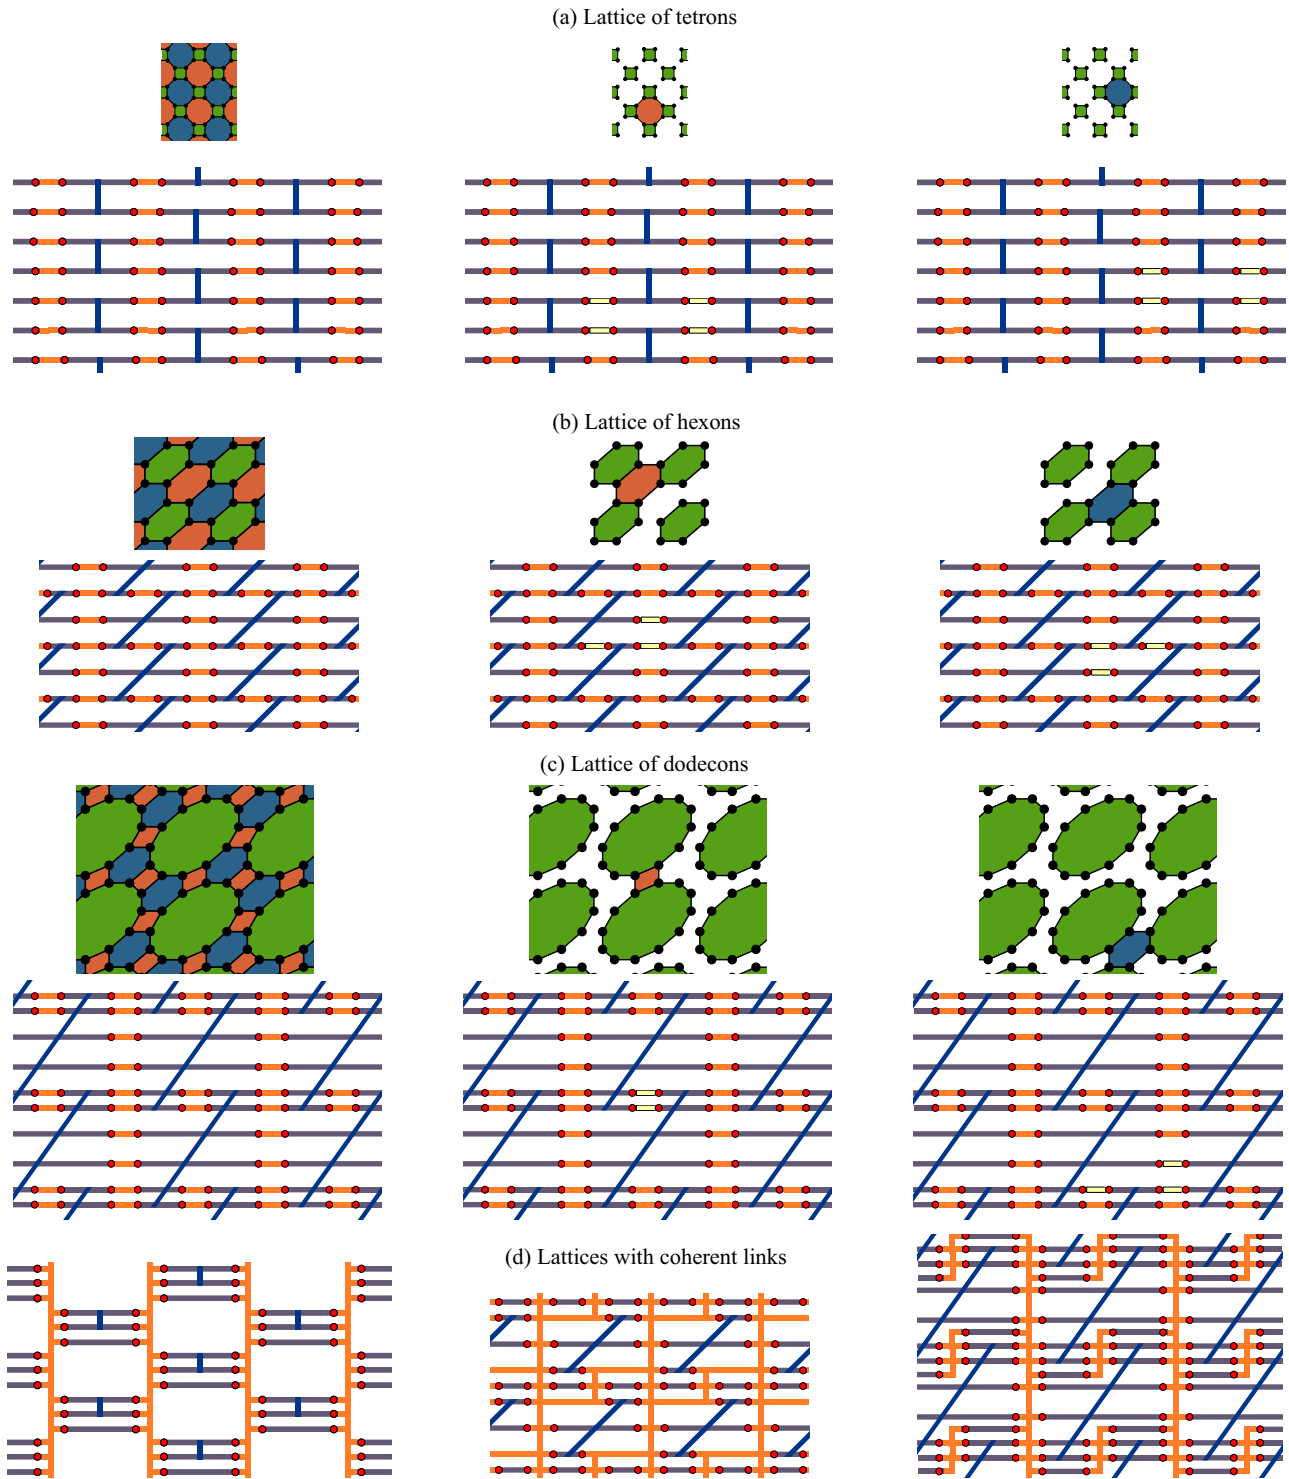 (a) Lattice of tetrons
(b) Lattice of hexons
(c) Lattice of dodecons
(d) Lattices with coherent links